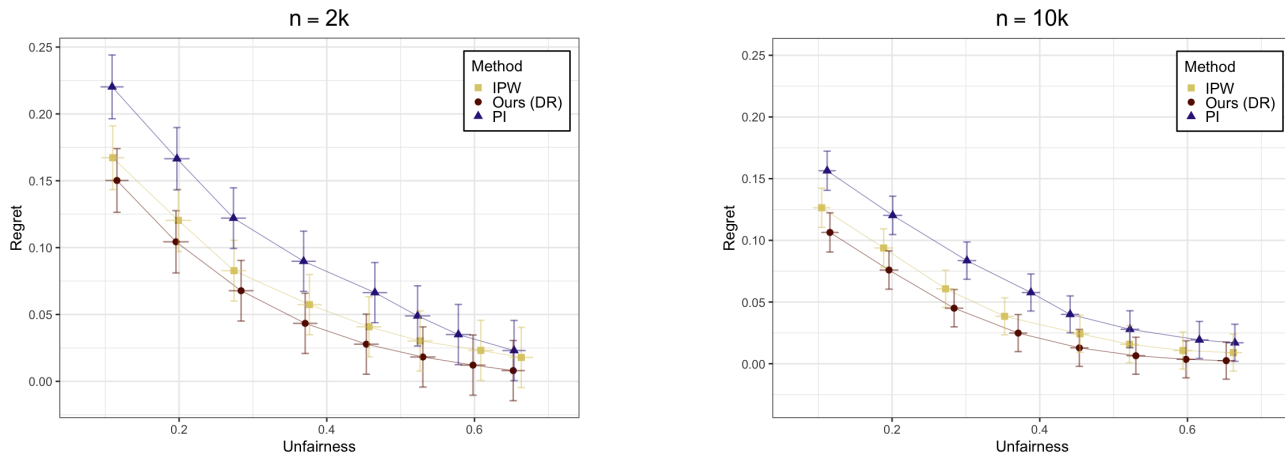 n = 2k
0.25
0.20
0.15
0.10
0.05
0.00
Regret
0.2
0.4
0.6
Unfairness
Method
IPW
Ours (DR)
PI
n = 10k
0.25
0.20
0.15
0.10
0.05
0.00
Regret
0.2
0.4
0.6
Unfairness
Method
IPW
Ours (DR)
PI